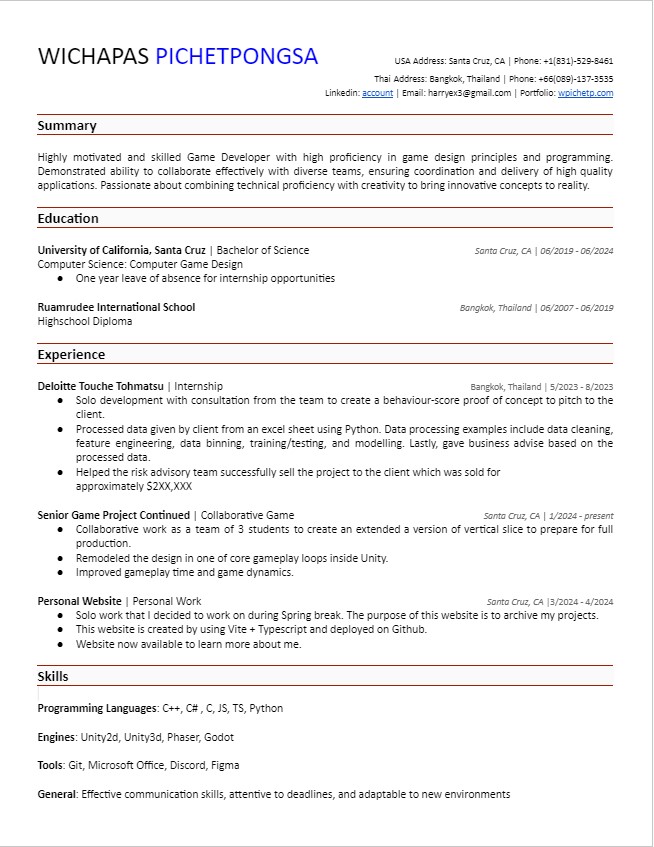 WICHAPAS PICHETPONGSA
USA Address: Santa Cruz, CA | Phone: +1(831)-529-8461
Thai Address: Bangkok, Thailand | Phone: +66(089)-137-3535
Linkedin: account | Email: harryex3@gmail.com | Portfolio: wpichetp.com
Summary
Highly motivated and skilled Game Developer with high proficiency in game design principles and programming.
Demonstrated ability to collaborate effectively with diverse teams, ensuring coordination and delivery of high quality
applications. Passionate about combining technical proficiency with creativity to bring innovative concepts to reality.
Education
University of California, Santa Cruz | Bachelor of Science Santa Cruz, CA | 06/2019 - 06/2024
Computer Science: Computer Game Design
● One year leave of absence for internship opportunities
Ruamrudee International School Bangkok, Thailand | 06/2007 - 06/2019
Highschool Diploma
Experience
Deloitte Touche Tohmatsu | Internship Bangkok, Thailand | 5/2023 - 8/2023
● Solo development with consultation from the team to create a behaviour-score proof of concept to pitch to the
client.
● Processed data given by client from an excel sheet using Python. Data processing examples include data cleaning,
feature engineering, data binning, training/testing, and modelling. Lastly, gave business advise based on the
processed data.
● Helped the risk advisory team successfully sell the project to the client which was sold for
approximately $2XX,XXX
Senior Game Project Continued | Collaborative Game Santa Cruz, CA | 1/2024 - present
● Collaborative work as a team of 3 students to create an extended a version of vertical slice to prepare for full
production.
● Remodeled the design in one of core gameplay loops inside Unity.
● Improved gameplay time and game dynamics.
Personal Website | Personal Work Santa Cruz, CA |3/2024 - 4/2024
● Solo work that I decided to work on during Spring break. The purpose of this website is to archive my projects.
● This website is created by using Vite + Typescript and deployed on Github.
● Website now available to learn more about me.
Skills
Programming Languages: C++, C# , C, JS, TS, Python
Engines: Unity2d, Unity3d, Phaser, Godot
Tools: Git, Microsoft Office, Discord, Figma
General: Effective communication skills, attentive to deadlines, and adaptable to new environments